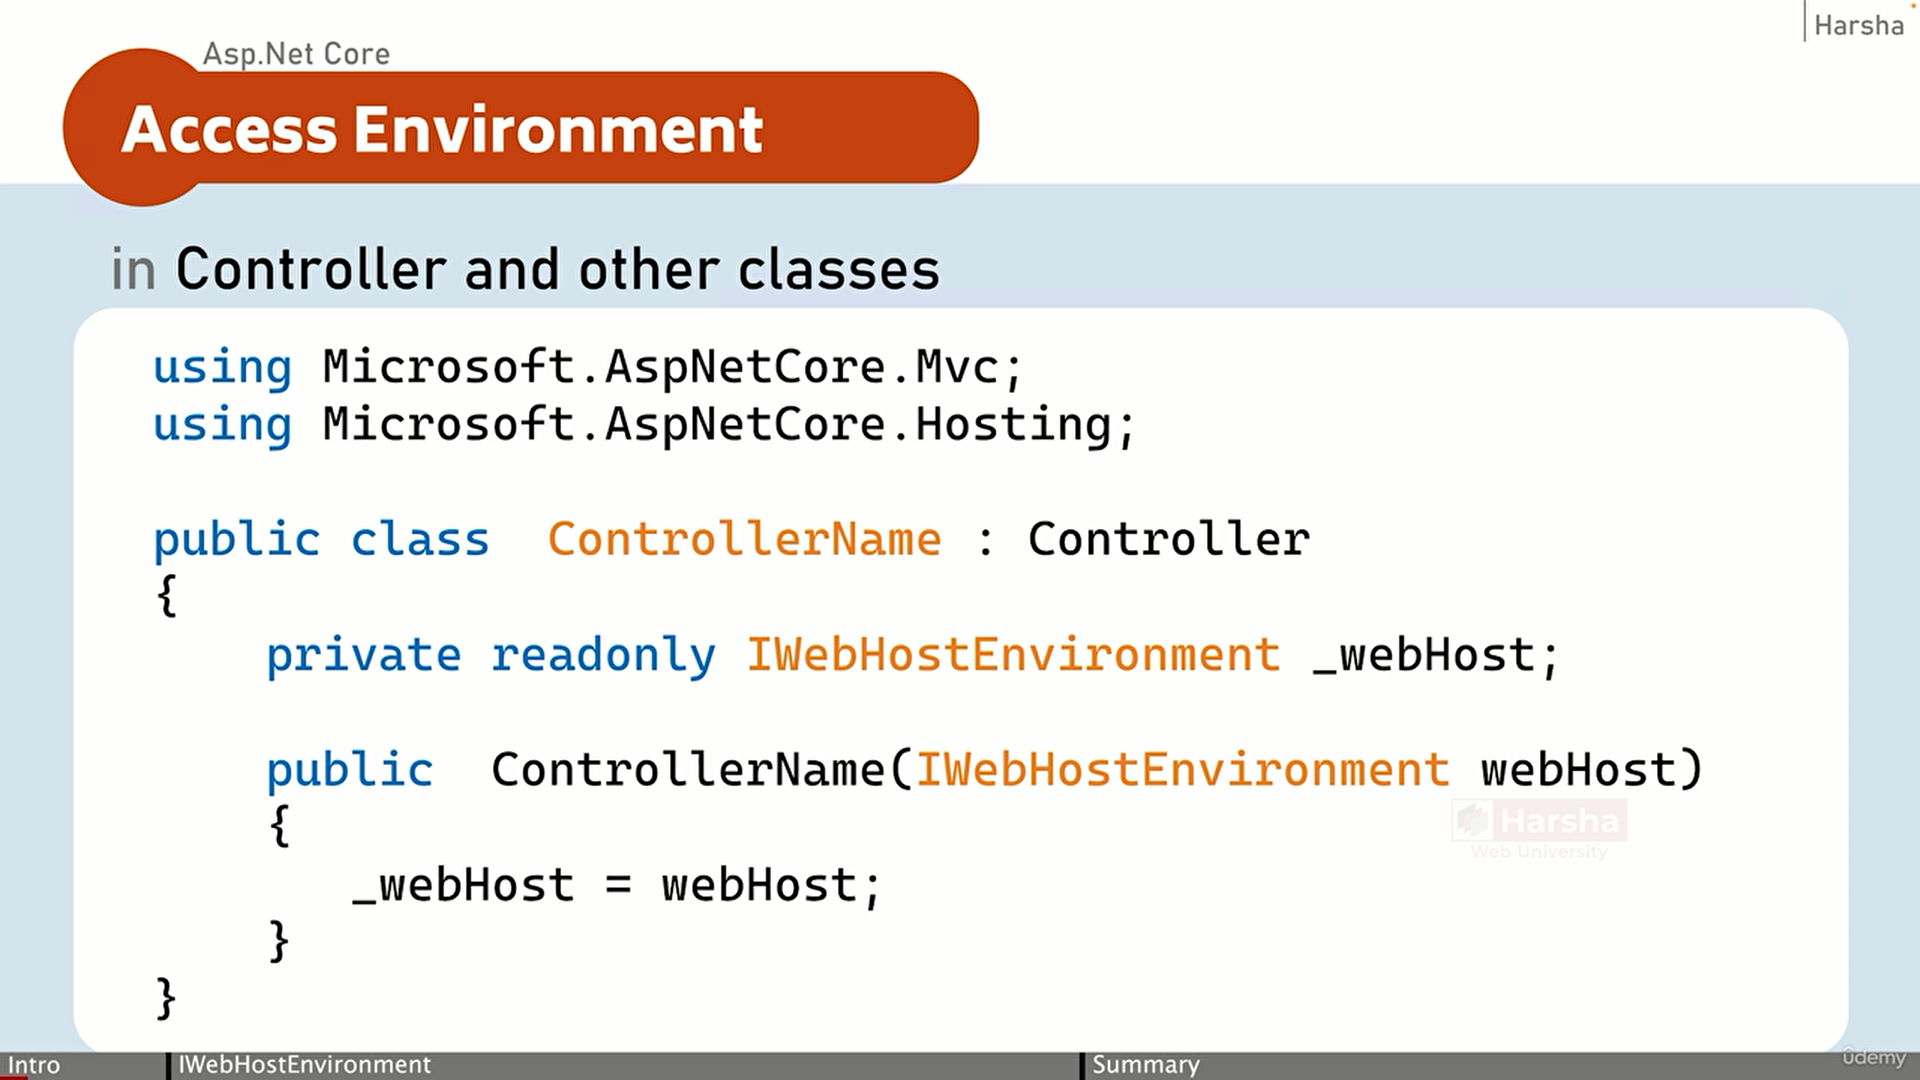 Harsha
Asp.Net Core
Access Environment
in Controller and other classes
using Microsoft.AspNetCore.Mvc;
using Microsoft.AspNetCore.Hosting;
public class  ControllerName : Controller
{
    private readonly IWebHostEnvironment _webHost;
    public  ControllerName(IWebHostEnvironment webHost)
    {
       _webHost = webHost;
    }
}
Harsha
Web University
Intro
IWebHostEnvironment
Summary
ûdemy